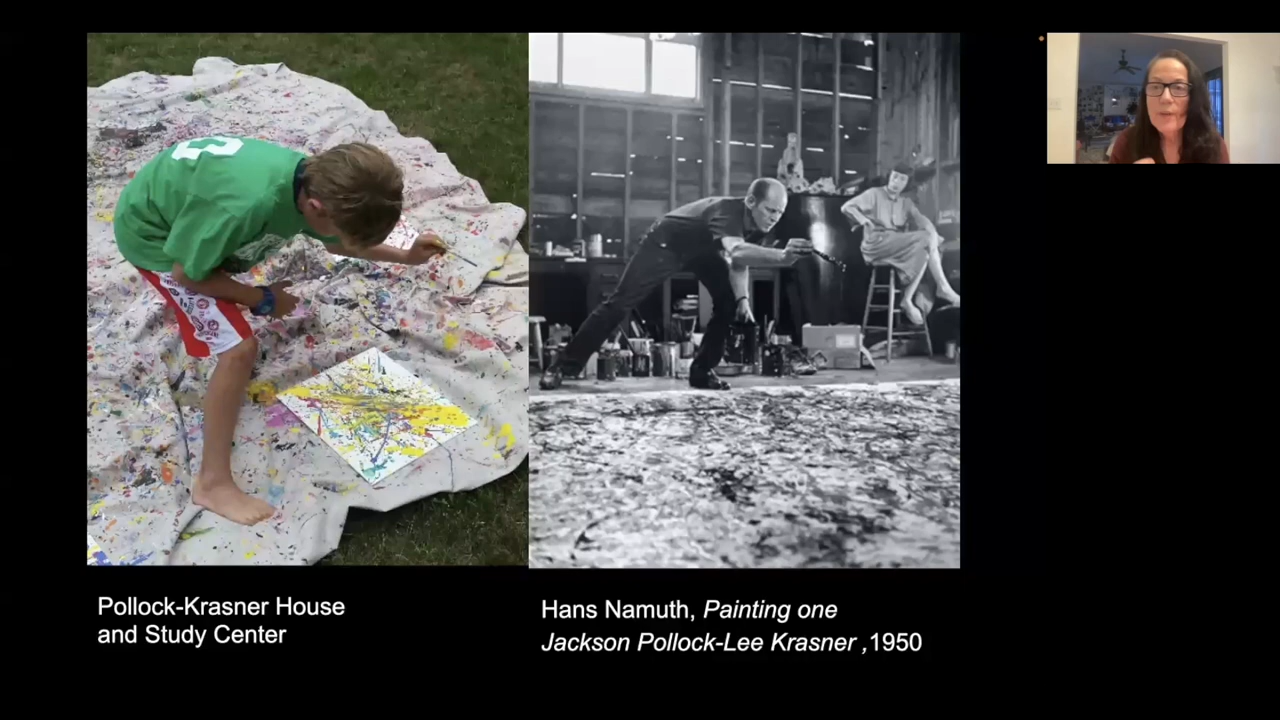 Pollock-Krasner House
and Study Center
Hans Namuth, Painting one
Jackson Pollock-Lee Krasner ,1950